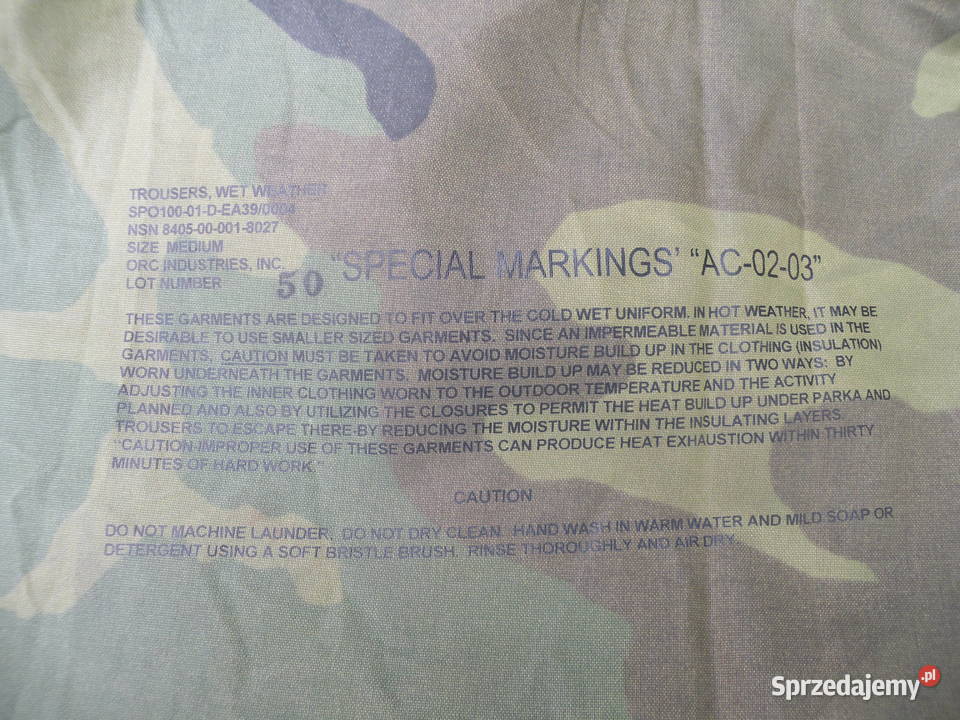 TROUSERS, WET WEATHER
SPO100-01-D-EA39/0004
NSN 8405-00-001-8027
SIZE MEDIUM
ORC INDUSTRIES, INC.
LOT NUMBER 50 "SPECIAL MARKINGS' "AC-02-03"
THESE GARMENTS ARE DESIGNED TO FIT OVER THE COLD WET UNIFORM. IN HOT WEATHER, IT MAY BE
DESIRABLE TO USE SMALLER SIZED GARMENTS. SINCE AN IMPERMEABLE MATERIAL IS USED IN THE
GARMENTS, CAUTION MUST BE TAKEN TO AVOID MOISTURE BUILD UP IN THE CLOTHING (INSULATION)
WORN UNDERNEATH THE GARMENTS. MOISTURE BUILD UP MAY BE REDUCED IN TWO WAYS: BY
ADJUSTING THE INNER CLOTHING WORN TO THE OUTDOOR TEMPERATURE AND THE ACTIVITY
PLANNED AND ALSO BY UTILIZING THE CLOSURES TO PERMIT THE HEAT BUILD UP UNDER PARKA AND
TROUSERS TO ESCAPE THERE-BY REDUCING THE MOISTURE WITHIN THE INSULATING LAYERS.
"CAUTION-IMPROPER USE OF THESE GARMENTS CAN PRODUCE HEAT EXHAUSTION WITHIN THIRTY
MINUTES OF HARD WORK."
CAUTION
DO NOT MACHINE LAUNDER, DO NOT DRY CLEAN. HAND WASH IN WARM WATER AND MILD SOAP OR
DETERGENT USING A SOFT BRISTLE BRUSH. RINSE THOROUGHLY AND AIR DRY.
Sprzedajemy.pl